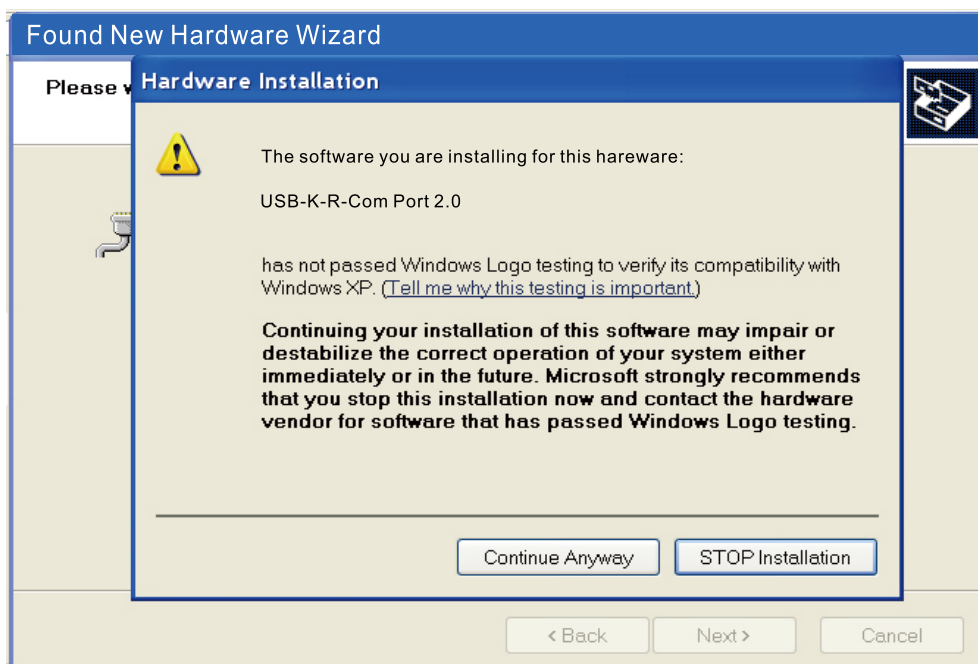 Found New Hardware Wizard
Please
Hardware Installation
The software you are installing for this hareware:
USB-K-R-Com Port 2.0
has not passed Windows Logo testing to verify its compatibility with
Windows XP. (Tell me why this testing is important.)
Continuing your installation of this software may impair or
destabilize the correct operation of your system either
immediately or in the future. Microsoft strongly recommends
that you stop this installation now and contact the hardware
vendor for software that has passed Windows Logo testing.
Continue Anyway
STOP Installation
< Back
Next >
Cancel